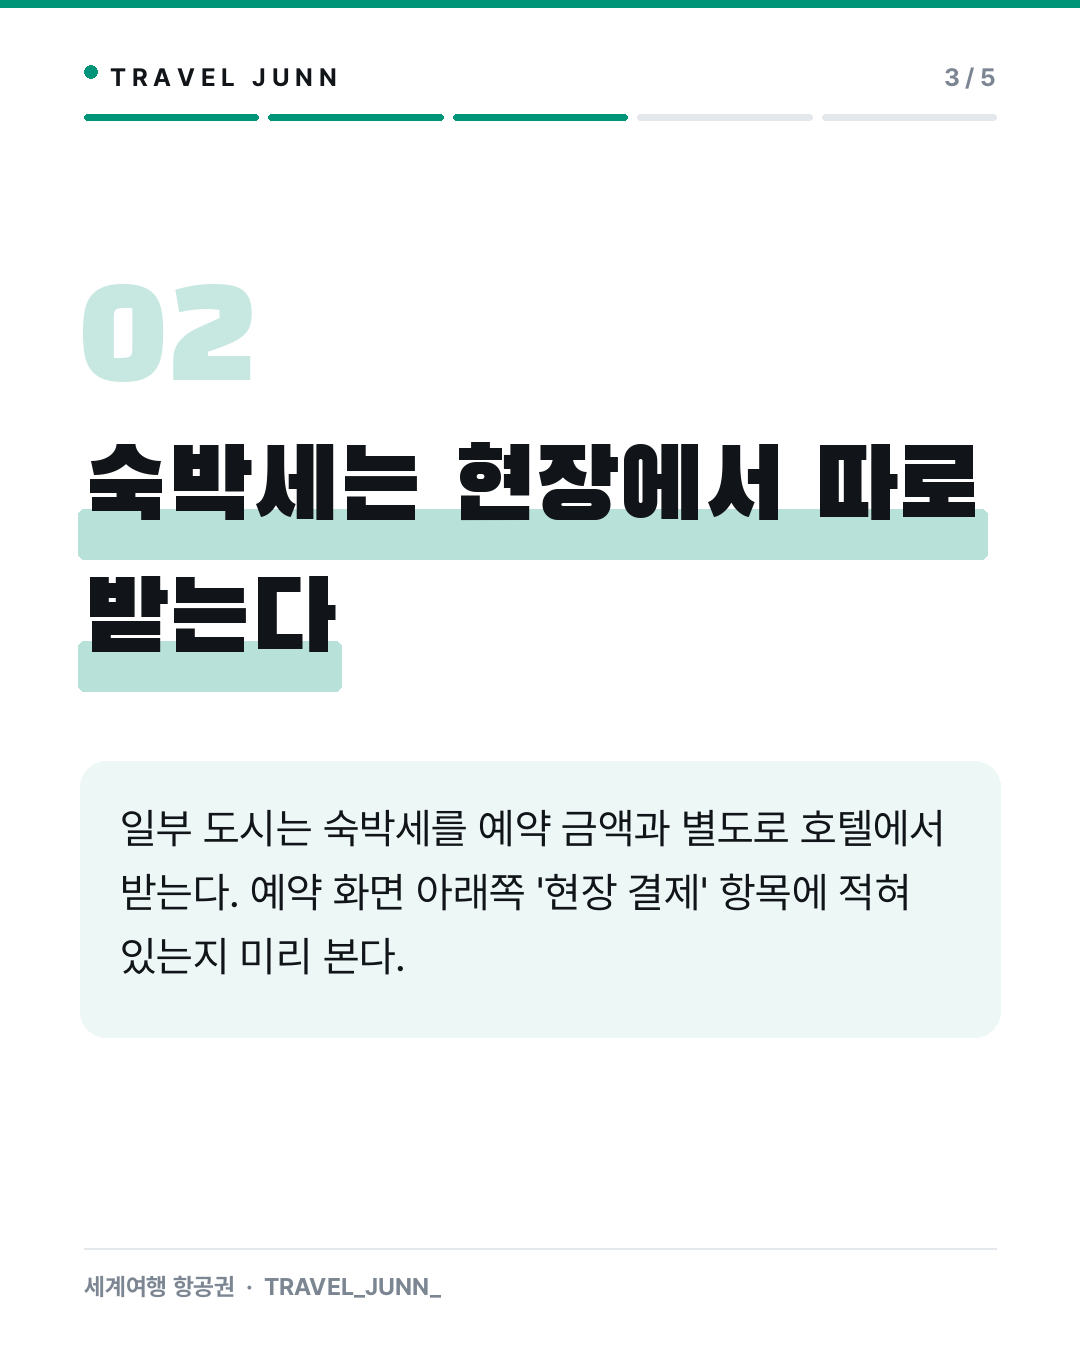 TRAVEL JUNN
3 / 5
02
숙박세는 현장에서 따로
받는다
일부 도시는 숙박세를 예약 금액과 별도로 호텔에서
받는다. 예약 화면 아래쪽 '현장 결제' 항목에 적혀
있는지 미리 본다.
세계여행 항공권 · TRAVEL_JUNN_